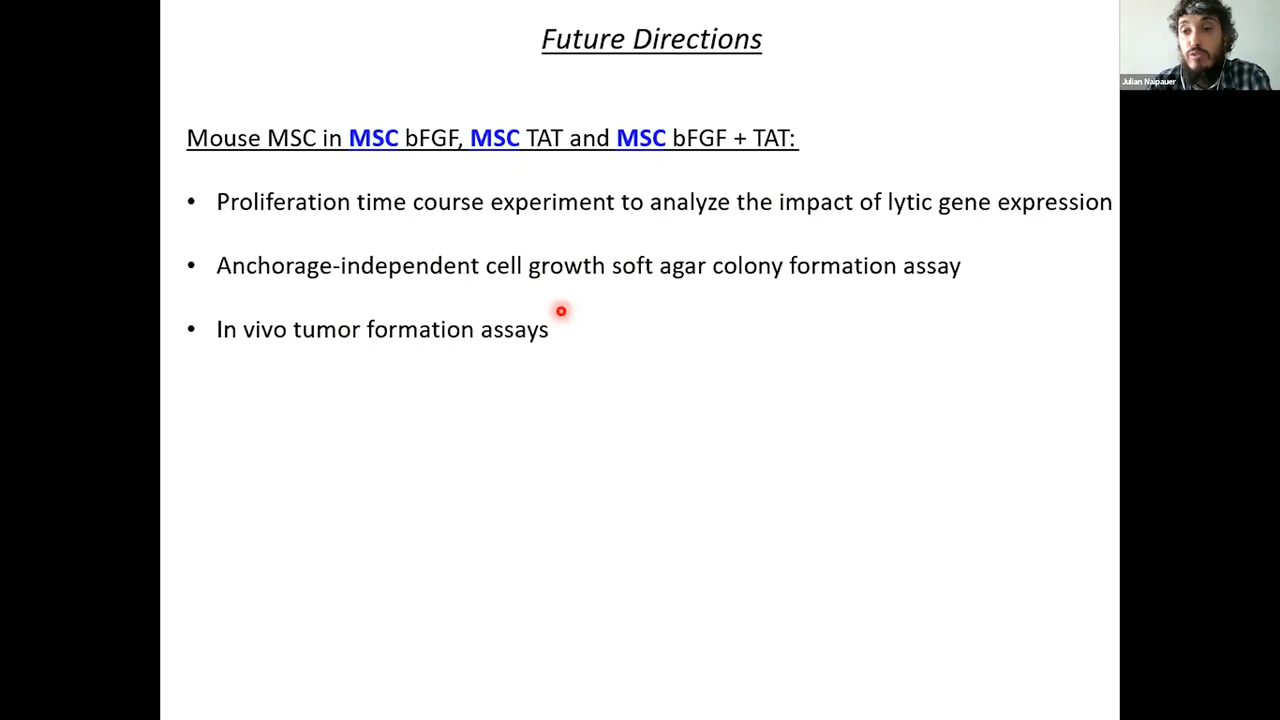 Future Directions
Julian Naipauer
Mouse MSC in MSC bFGF, MSC TAT and MSC bFGF + TAT:
• Proliferation time course experiment to analyze the impact of lytic gene expression
• Anchorage-independent cell growth soft agar colony formation assay
• In vivo tumor formation assays